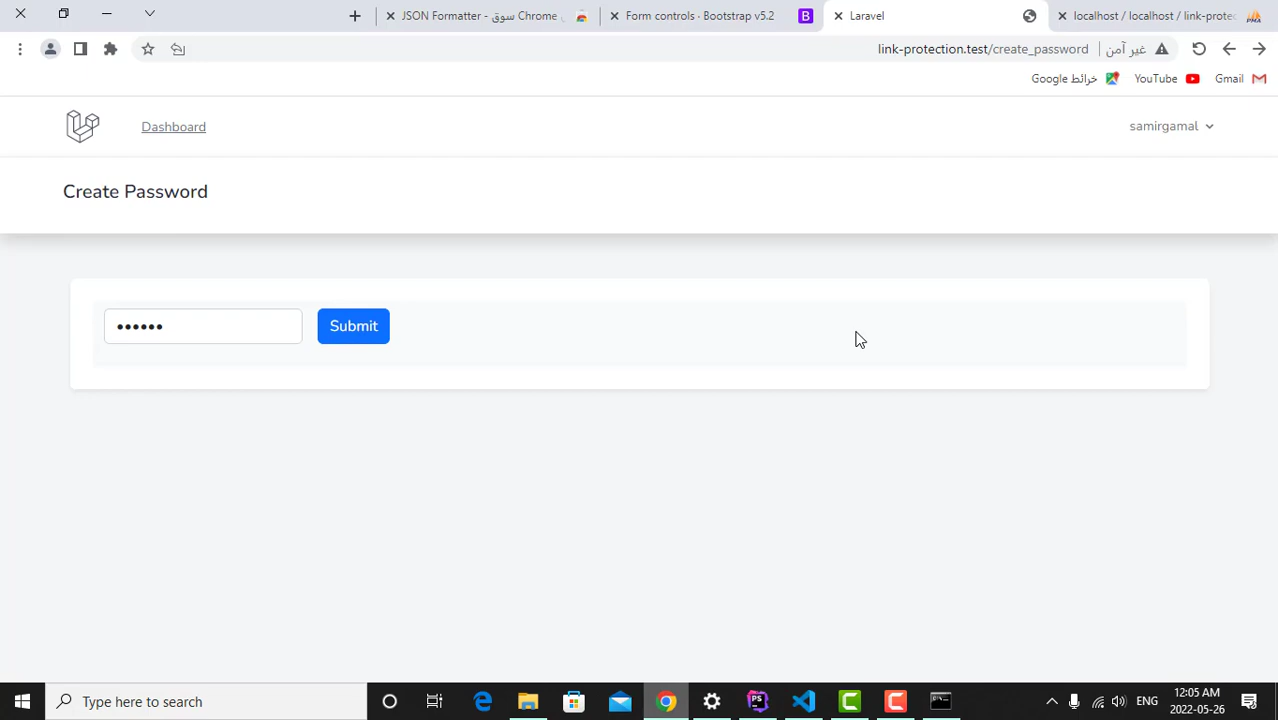 JSON Formatter - سوق Chrome
Form controls · Bootstrap v5.2
B
Laravel
localhost / localhost / link-protec
PMA
link-protection.test/create_password
غير آمن
خرائط Google
YouTube
Gmail
Dashboard
samirgamal
Create Password
••••••
Submit
Type here to search
PS
ENG
12:05 AM
2022-05-26